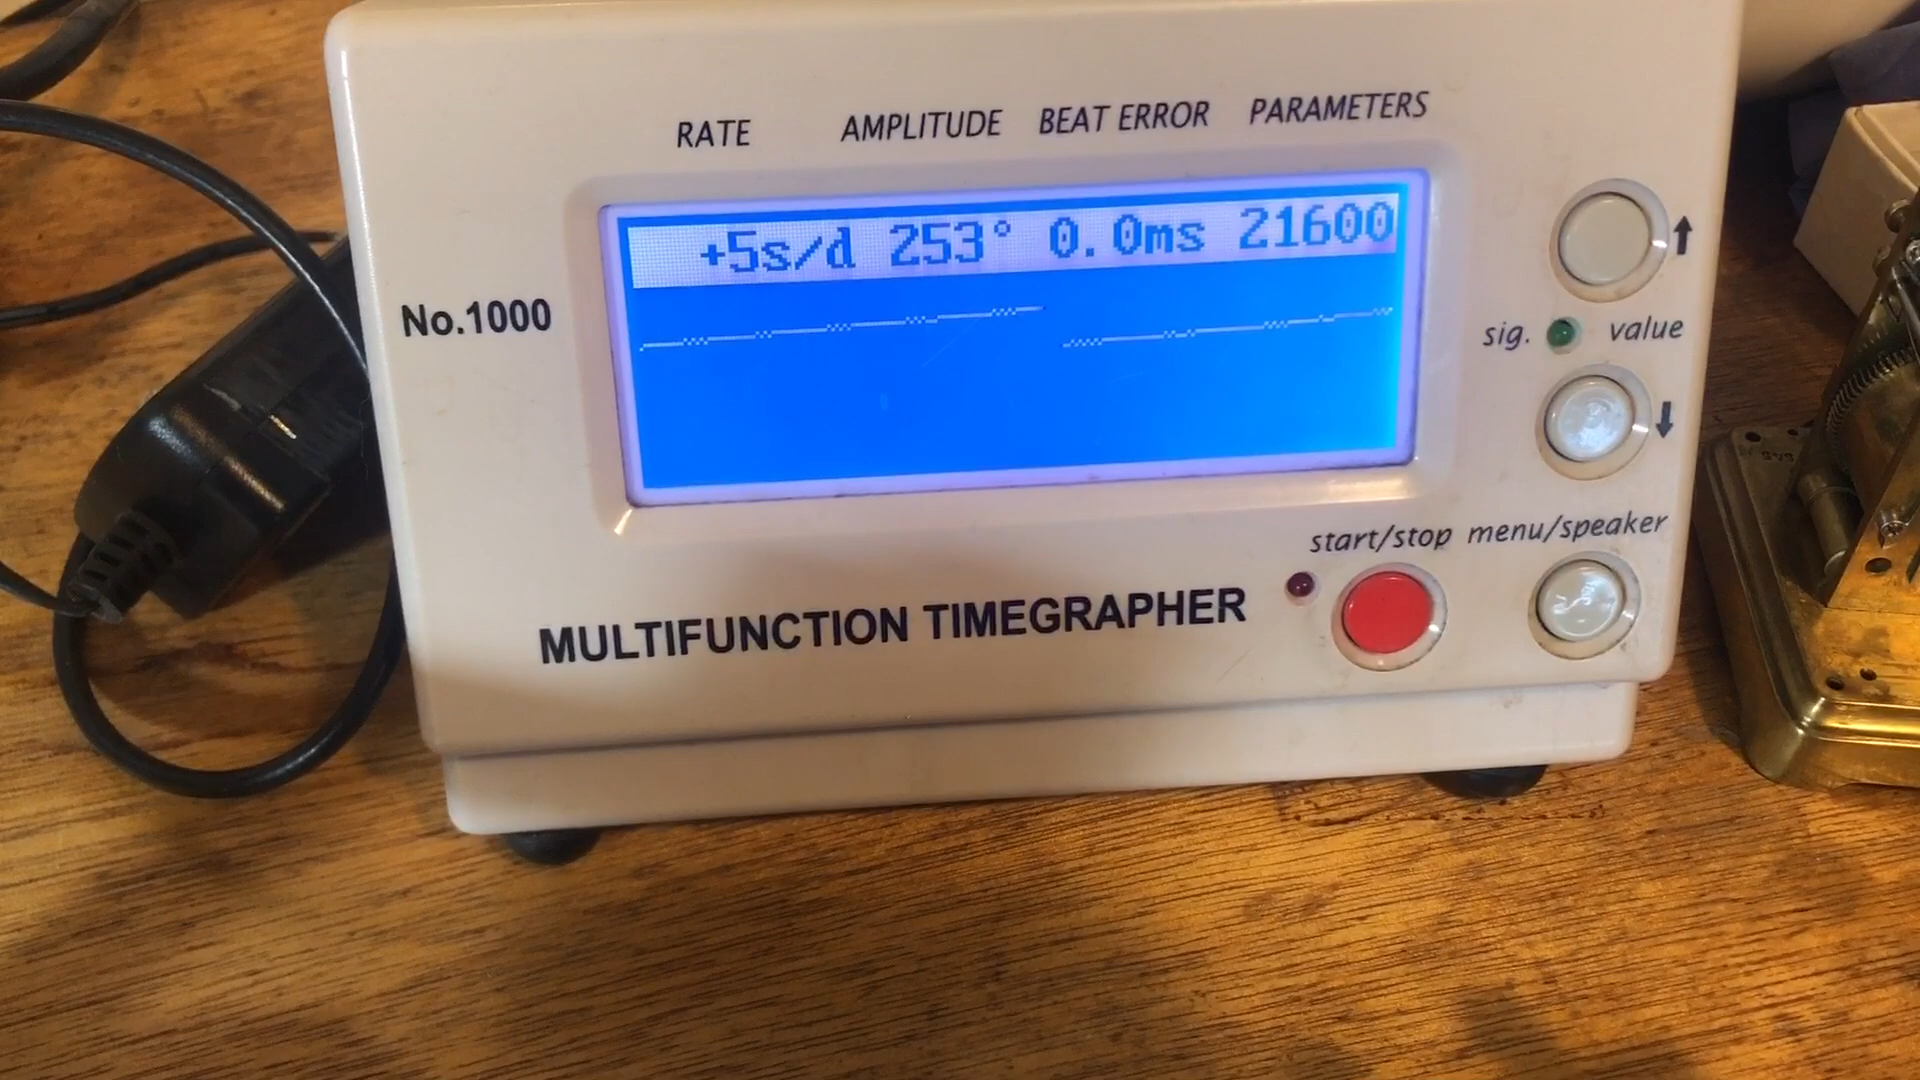 RATE AMPLITUDE BEAT ERROR PARAMETERS
+5s/d 253° 0.0ms 21600
No.1000
sig. value
start/stop menu/speaker
MULTIFUNCTION TIMEGRAPHER